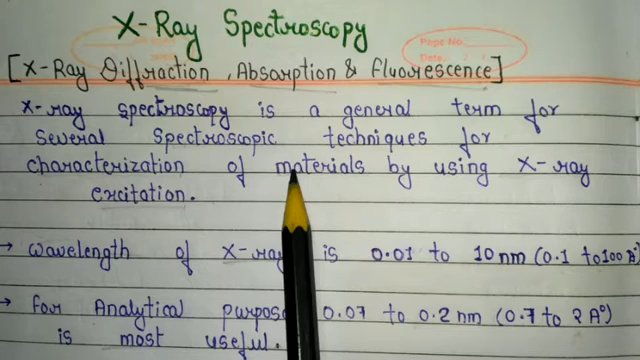 X-Ray Spectroscopy
Page No.
Date
[X-Ray Diffraction, Absorption & Fluorescence]
X-ray spectroscopy is a general term for
several spectroscopic techniques for
characterization of materials by using X-ray
excitation.
→ wavelength of X-ray is 0.01 to 10 nm (0.1 to 100 A°
→ for Analytical purpose 0.07 to 0.2 nm (0.7 to 2 A°)
is most useful.